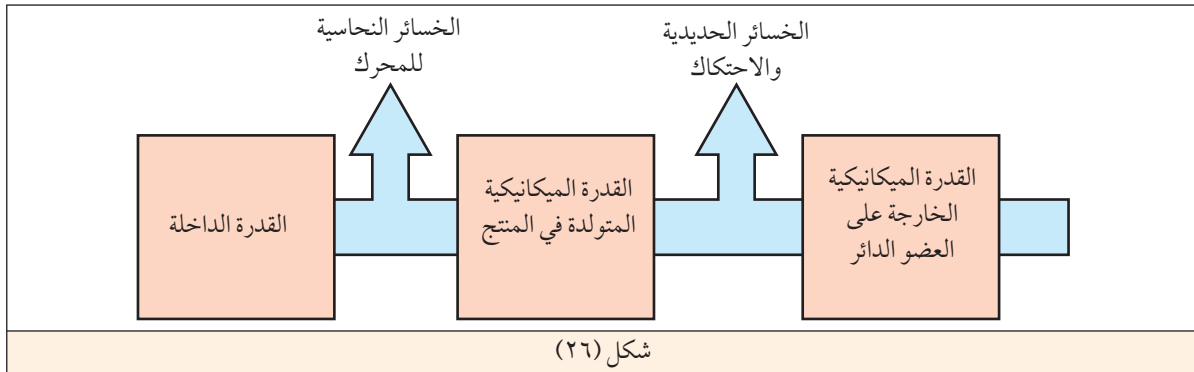 الخسائر الحديدية
والاحتكاك
الخسائر النحاسية
للمحرك
القدرة الميكانيكية
الخارجة على
العضو الدائر
القدرة الميكانيكية
المتولدة في المنتج
القدرة الداخلة
شكل (٢٦)